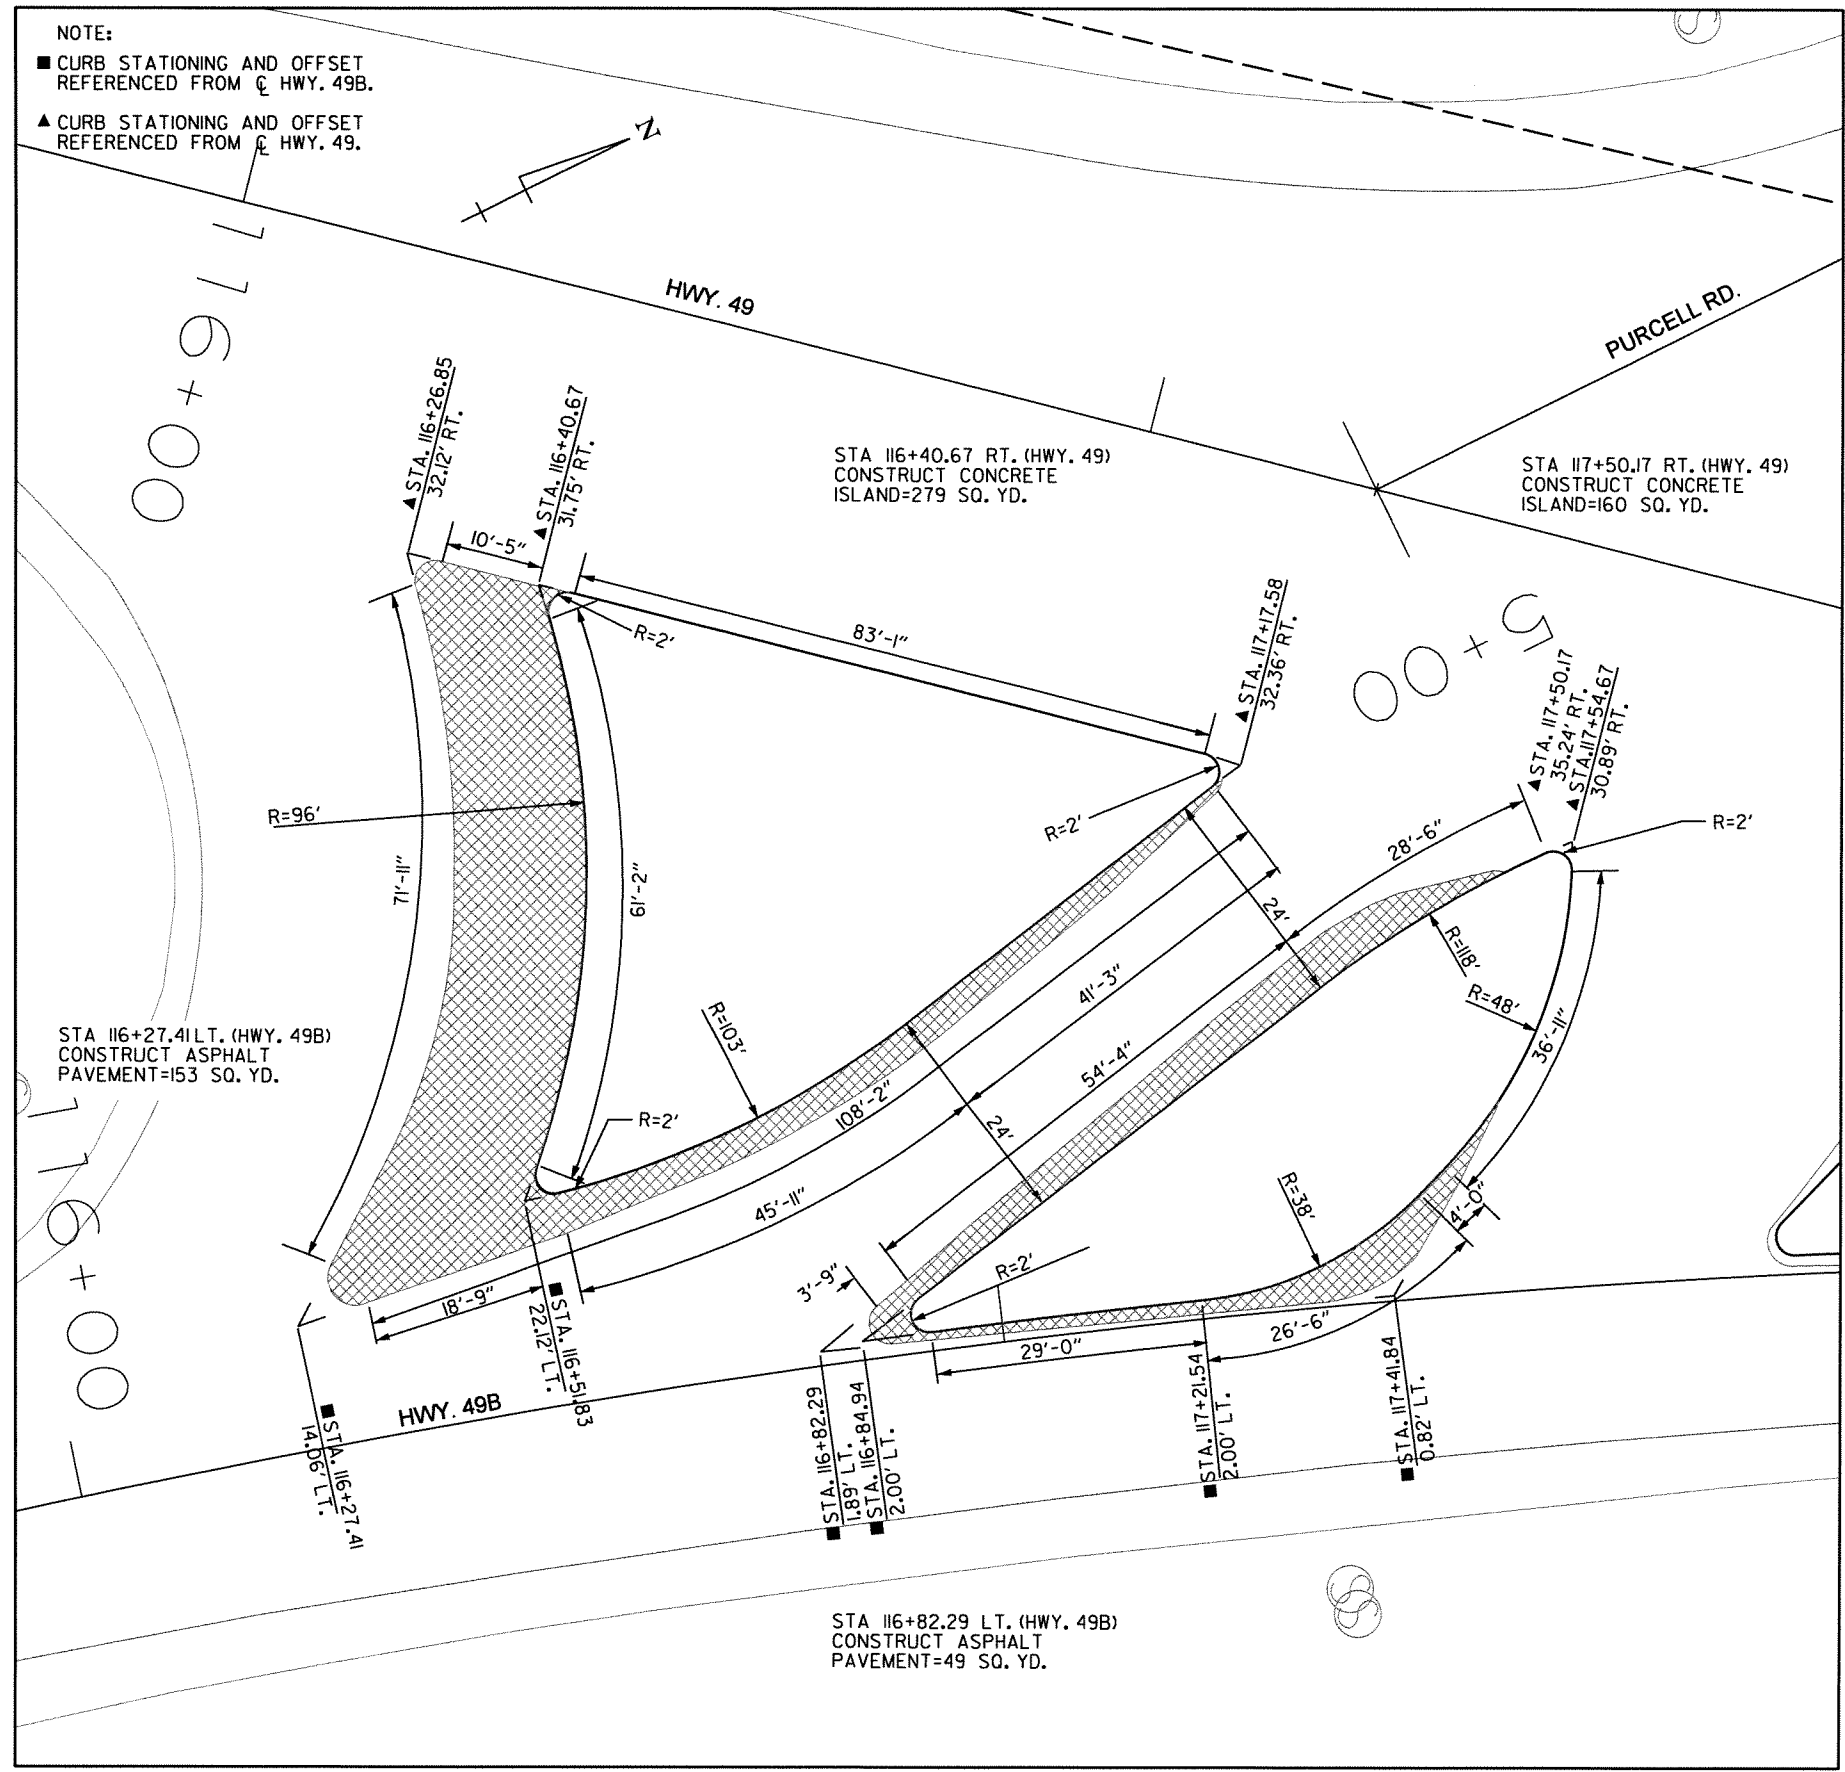 NOTE:
■ CURB STATIONING AND OFFSET
REFERENCED FROM ℄ HWY. 49B.
▲ CURB STATIONING AND OFFSET
REFERENCED FROM ℄ HWY. 49.
N
116+00
HWY. 49
PURCELL RD.
▲ STA. 116+26.85
32.12' RT.
▲ STA. 116+40.67
31.75' RT.
STA 116+40.67 RT. (HWY. 49)
CONSTRUCT CONCRETE
ISLAND=279 SQ. YD.
STA 117+50.17 RT. (HWY. 49)
CONSTRUCT CONCRETE
ISLAND=160 SQ. YD.
10'-5"
R=2'
83'-1"
▲ STA. 117+17.58
32.36' RT.
5+00
▲ STA. 117+50.17
35.24' RT.
▲ STA. 117+54.67
30.89' RT.
R=96'
71'-11"
61'-2"
R=2'
28'-6"
R=2'
24'
R=118'
R=48'
36'-11"
41'-3"
R=103'
54'-4"
108'-2"
24'
STA 116+27.41 LT. (HWY. 49B)
CONSTRUCT ASPHALT
PAVEMENT=153 SQ. YD.
116+00
R=2'
45'-11"
R=38'
4'-0"
3'-9"
R=2'
18'-9"
29'-0"
26'-6"
HWY. 49B
■ STA. 116+27.41
14.06' LT.
■ STA. 116+51.83
22.12' LT.
■ STA. 116+82.29
1.89' LT.
■ STA. 116+84.94
2.00' LT.
■ STA. 117+21.54
2.00' LT.
■ STA. 117+41.84
0.82' LT.
STA 116+82.29 LT. (HWY. 49B)
CONSTRUCT ASPHALT
PAVEMENT=49 SQ. YD.